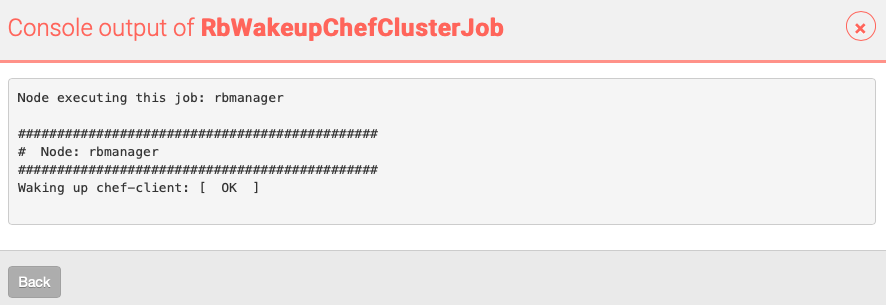 Console output of RbWakeupChefClusterJob
Node executing this job: rbmanager
##############################################
#  Node: rbmanager
##############################################
Waking up chef-client: [  OK  ]
Back